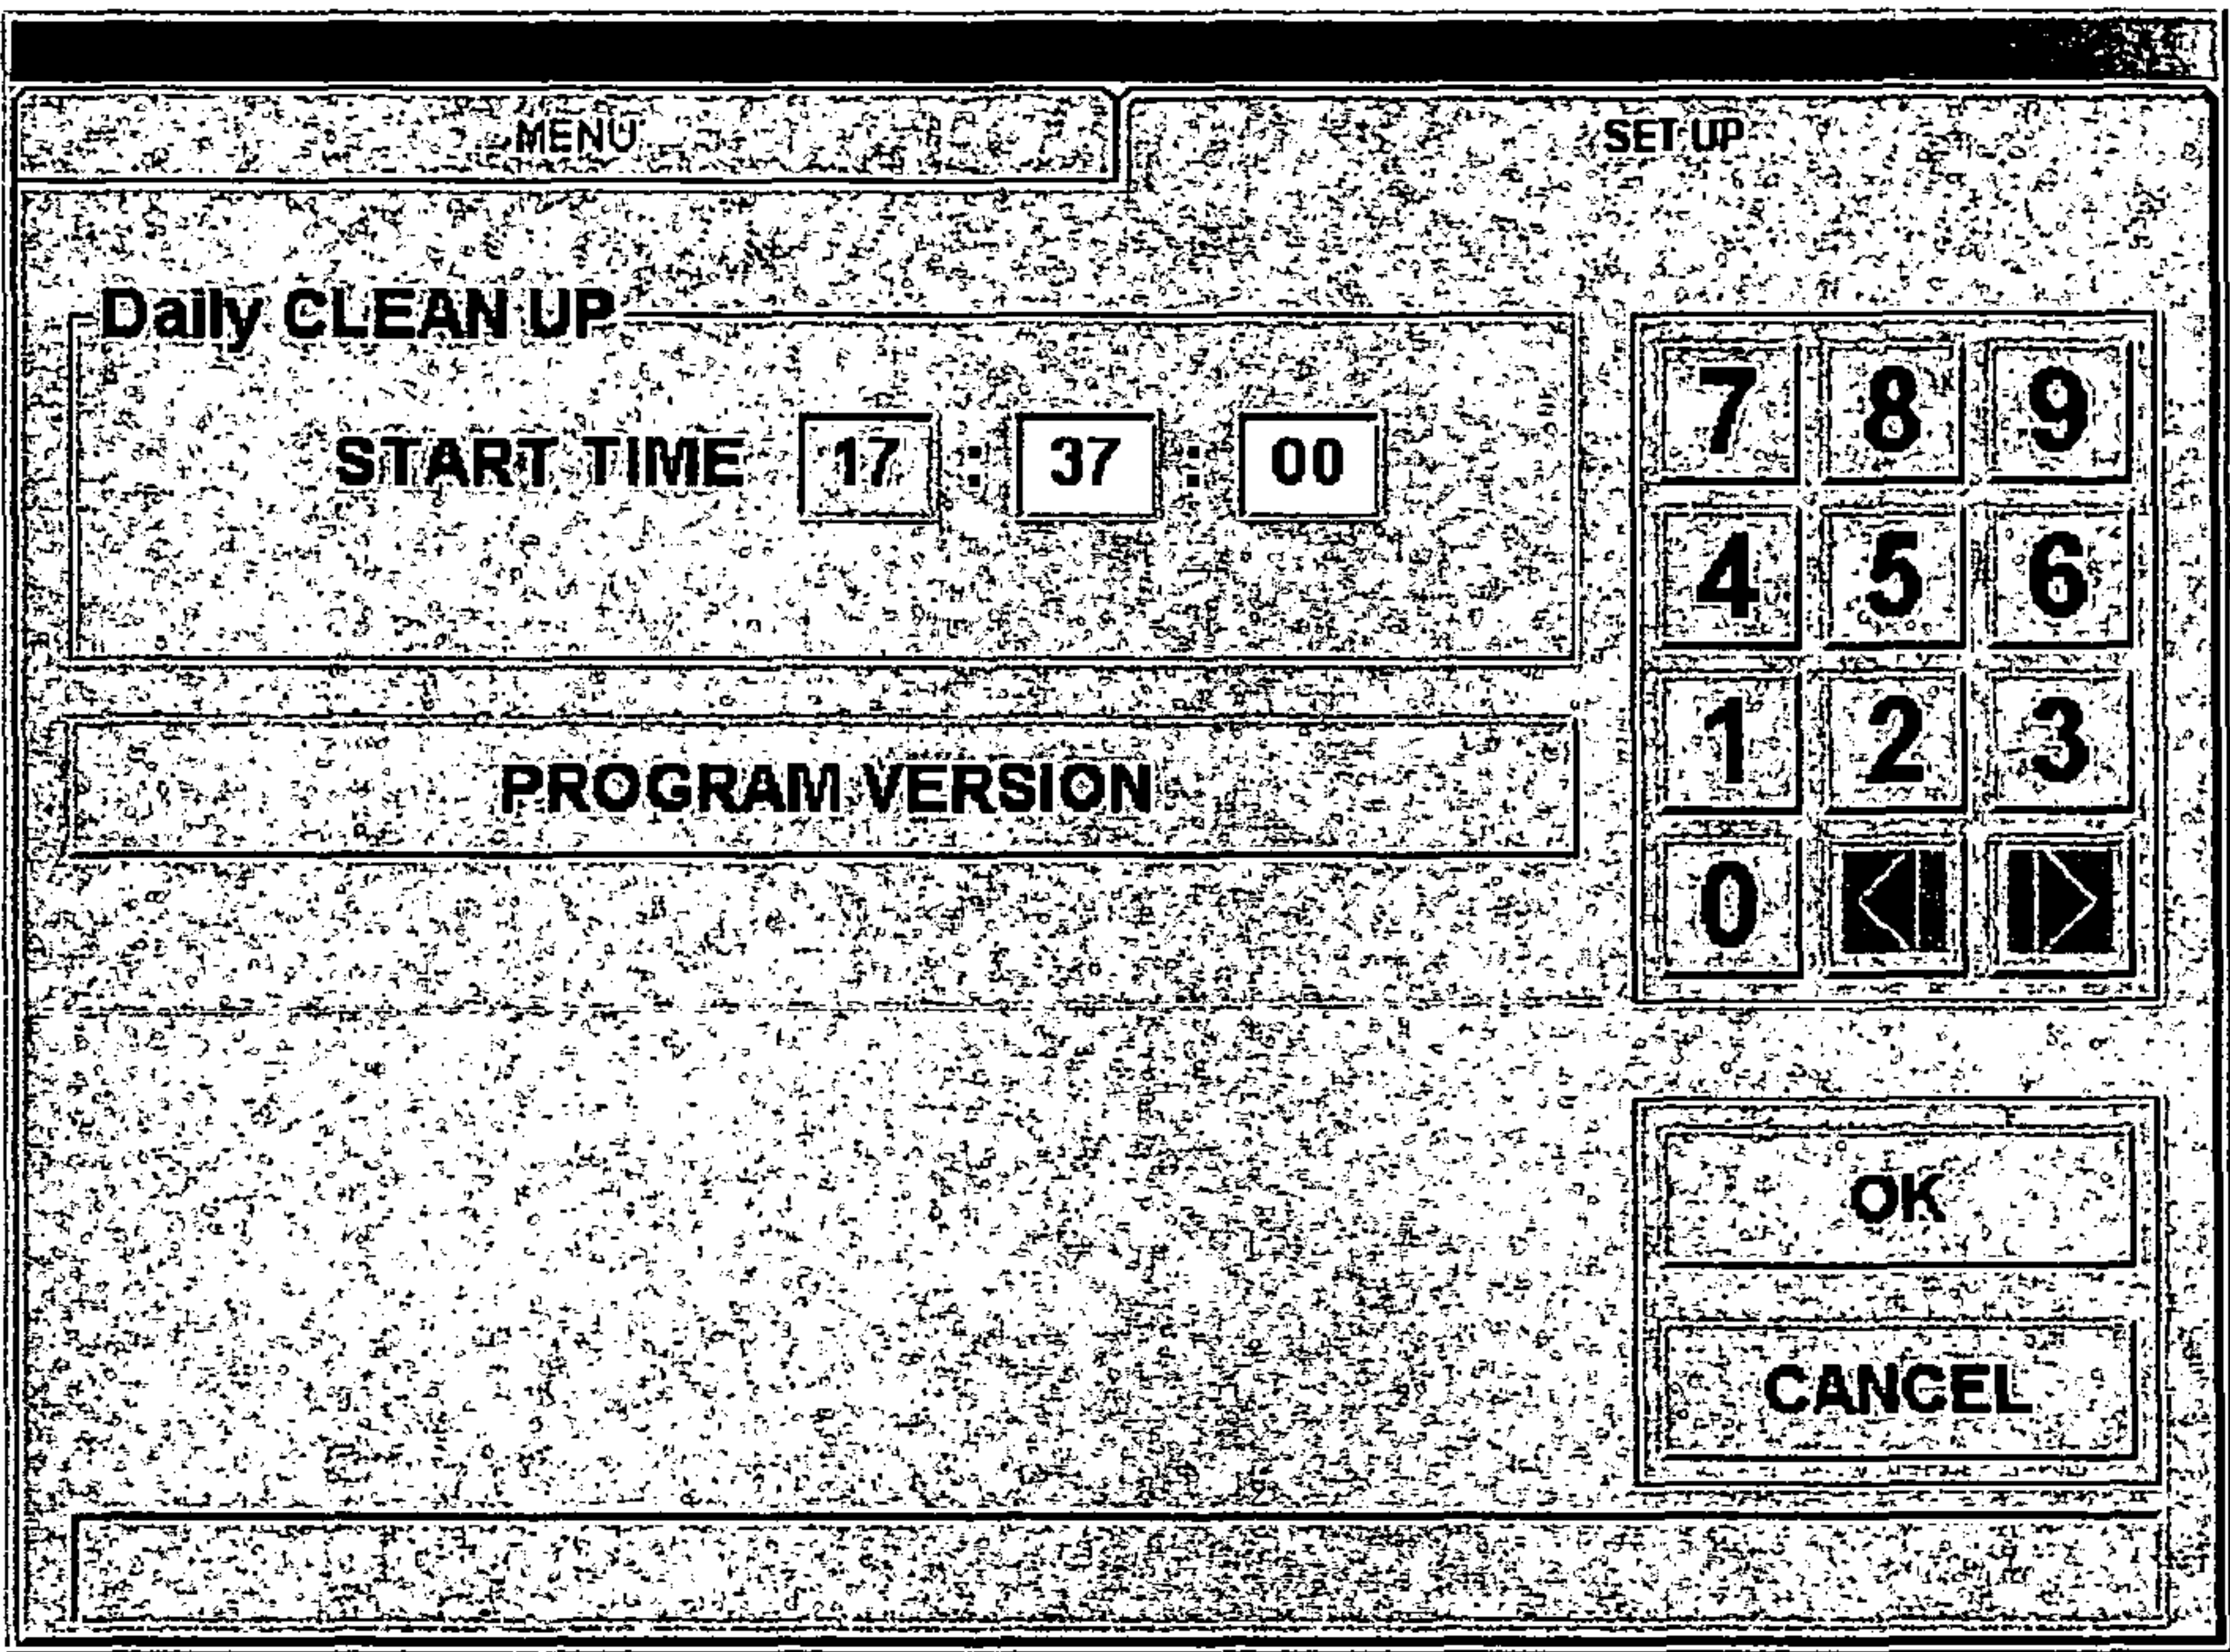 MENU
SET UP
Daily CLEAN UP
START TIME 17 : 37 : 00
7 8 9
4 5 6
1 2 3
0
PROGRAM VERSION
OK
CANCEL